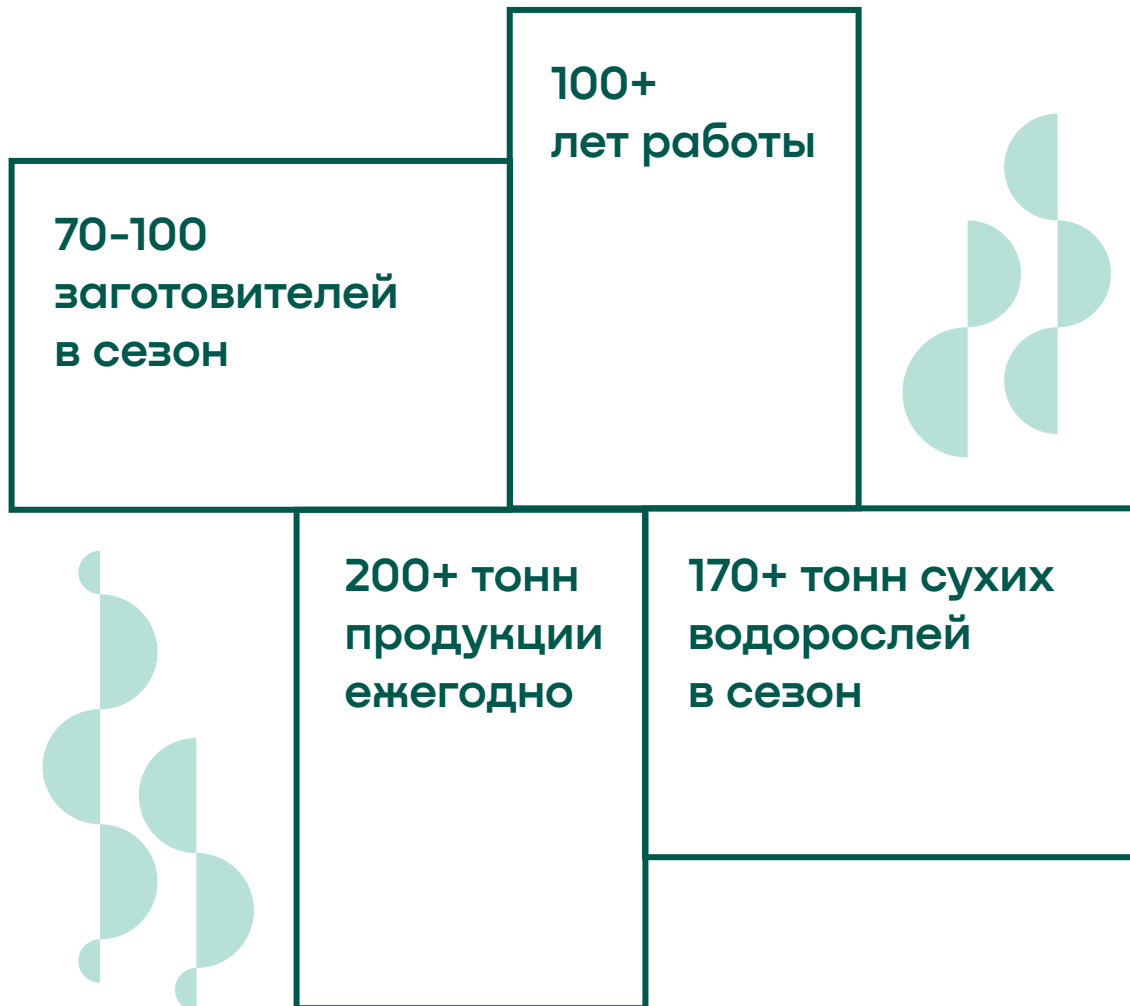 100+
лет работы
70-100
заготовителей
в сезон
200+ тонн
продукции
ежегодно
170+ тонн сухих
водорослей
в сезон